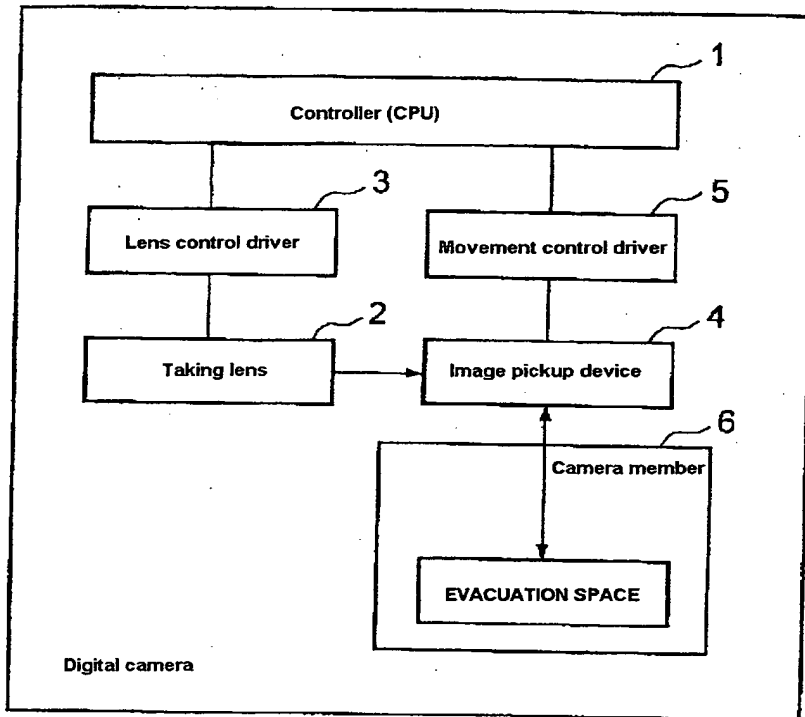 1
Controller (CPU)
3
5
Lens control driver
Movement control driver
2
4
Taking lens
Image pickup device
6
Camera member
EVACUATION SPACE
Digital camera